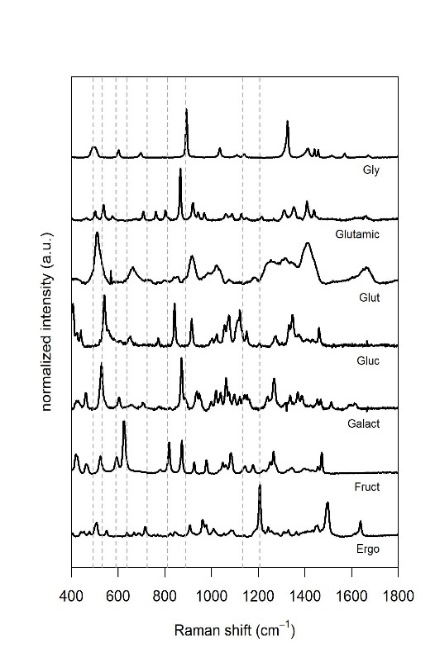 Gly
Glutamic
Glut
Gluc
Galact
Fruct
Ergo
normalized intensity (a.u.)
400 600 800 1000 1200 1400 1600 1800
Raman shift (cm⁻¹)